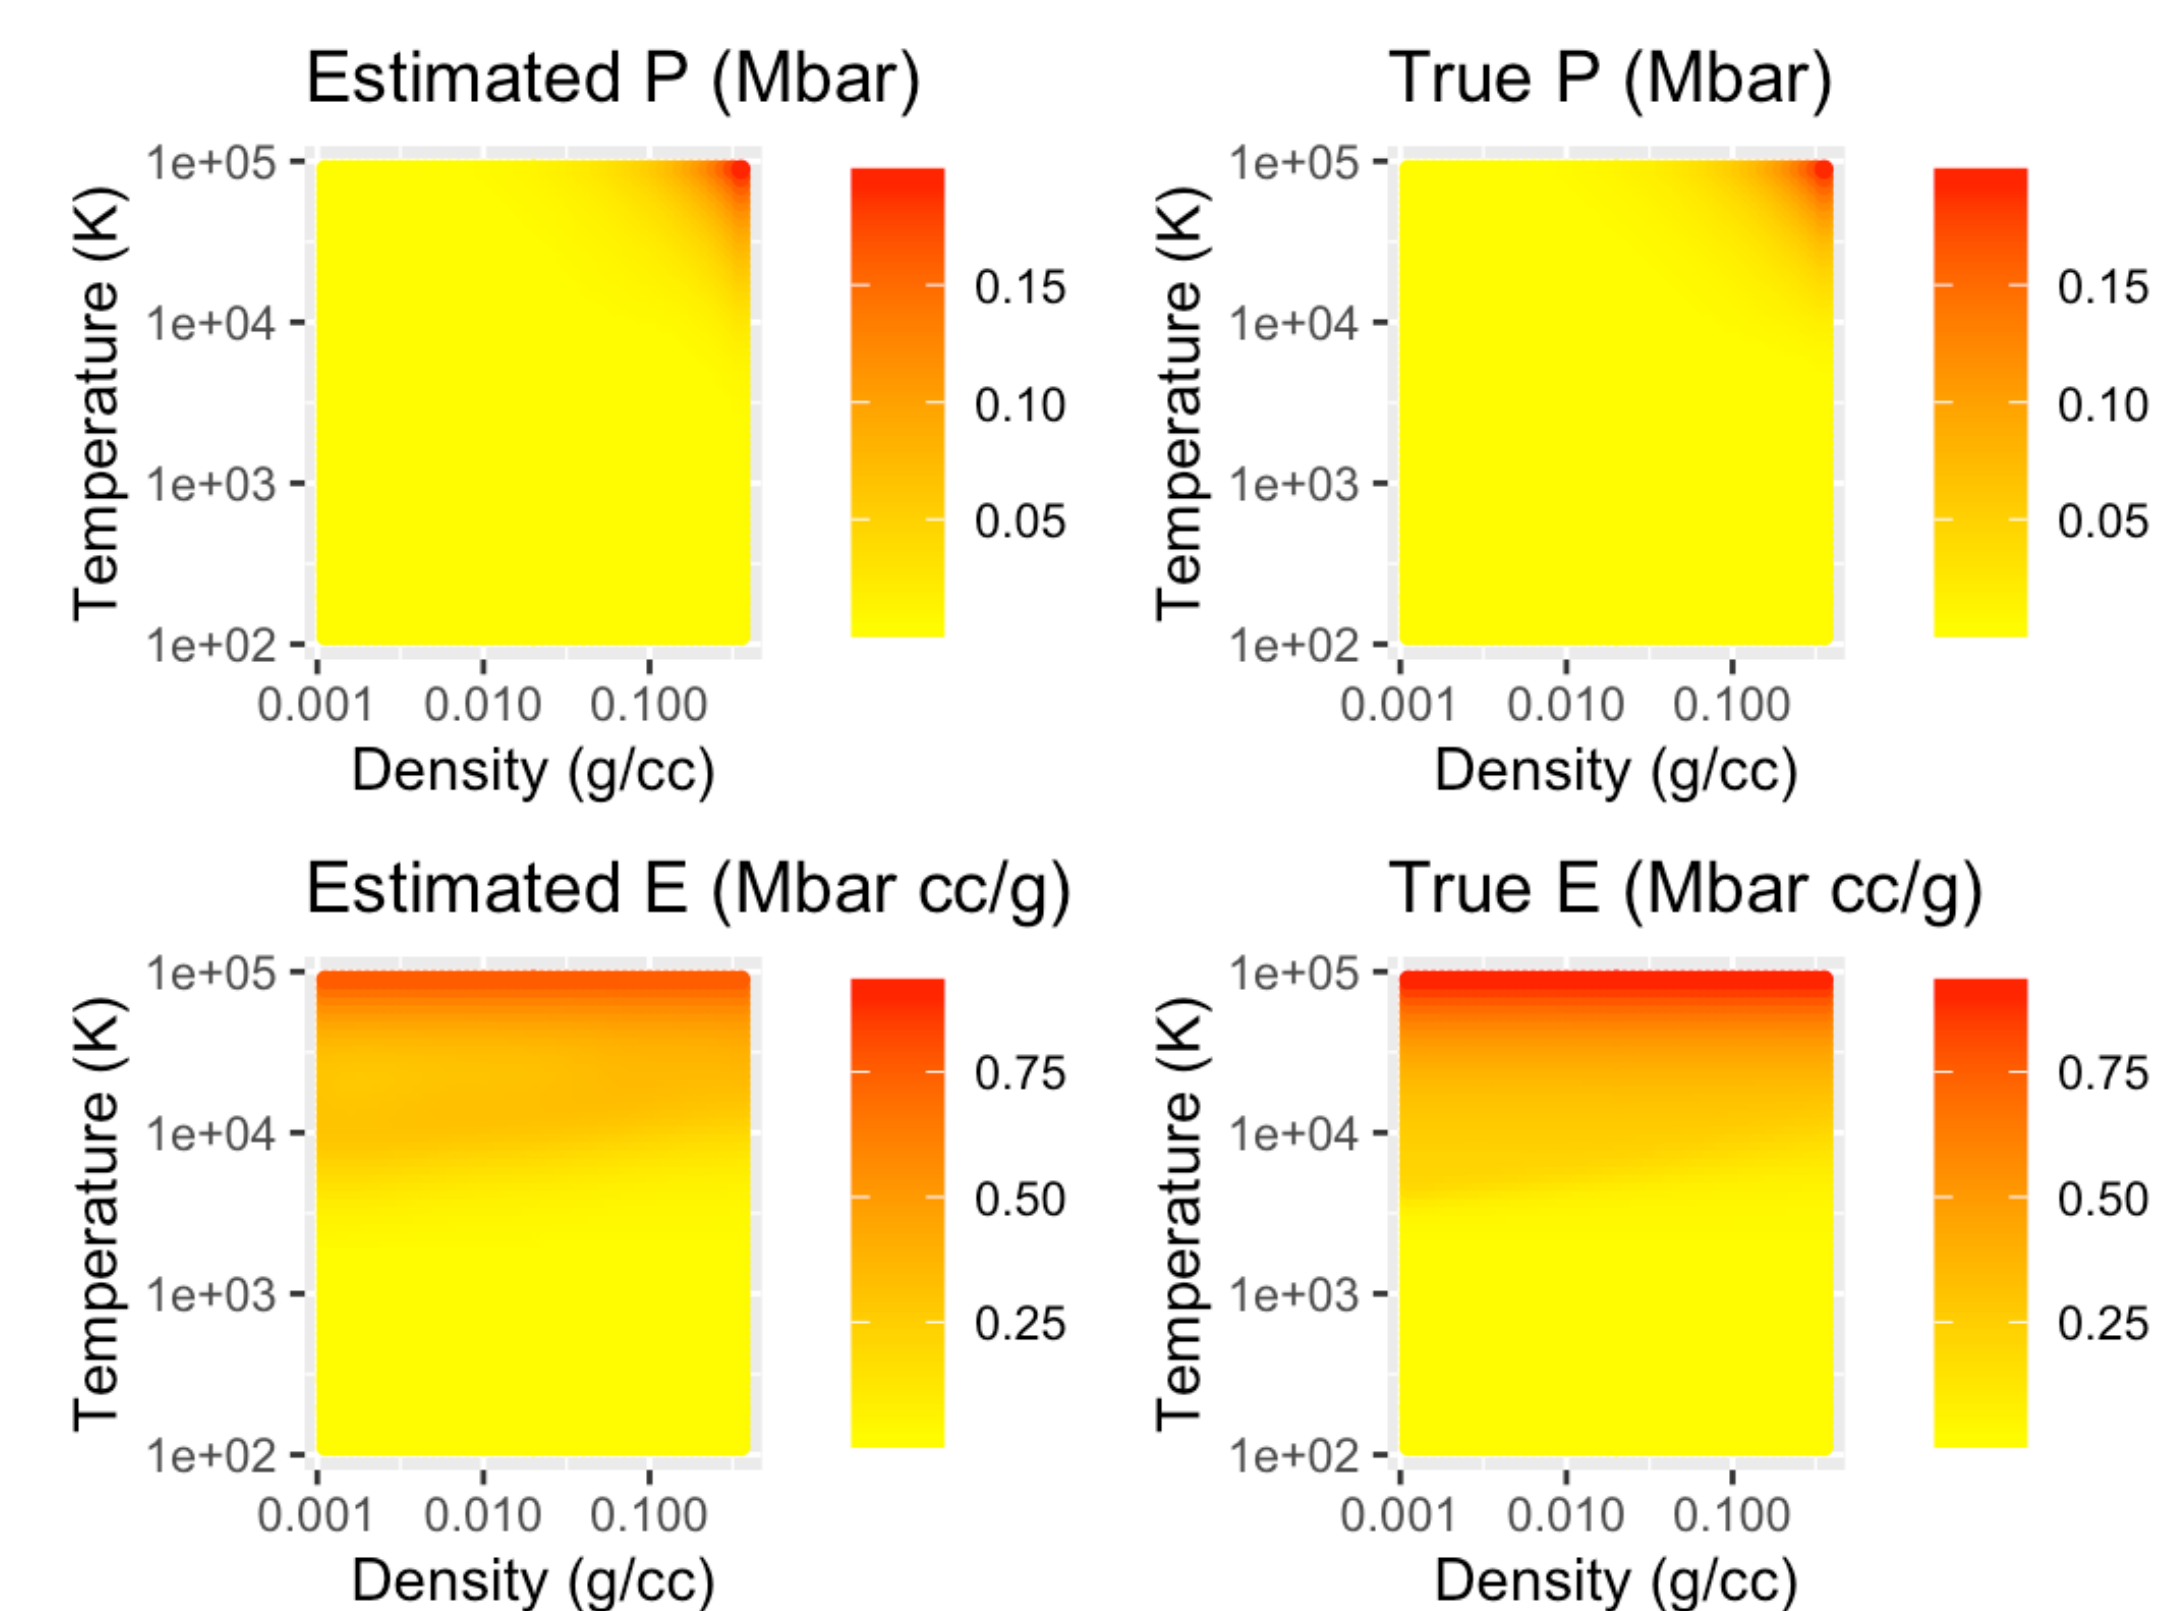 Estimated P (Mbar)
Temperature (K)
1e+05
1e+04
1e+03
1e+02
0.001 0.010 0.100
Density (g/cc)
0.15
0.10
0.05
True P (Mbar)
Temperature (K)
1e+05
1e+04
1e+03
1e+02
0.001 0.010 0.100
Density (g/cc)
0.15
0.10
0.05
Estimated E (Mbar cc/g)
Temperature (K)
1e+05
1e+04
1e+03
1e+02
0.001 0.010 0.100
Density (g/cc)
0.75
0.50
0.25
True E (Mbar cc/g)
Temperature (K)
1e+05
1e+04
1e+03
1e+02
0.001 0.010 0.100
Density (g/cc)
0.75
0.50
0.25